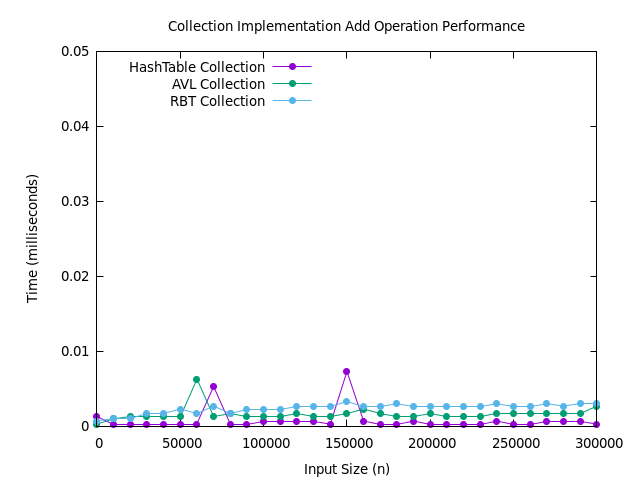 Collection Implementation Add Operation Performance
0.05
0.04
0.03
0.02
0.01
0
Time (milliseconds)
HashTable Collection
AVL Collection
RBT Collection
0 50000 100000 150000 200000 250000 300000
Input Size (n)